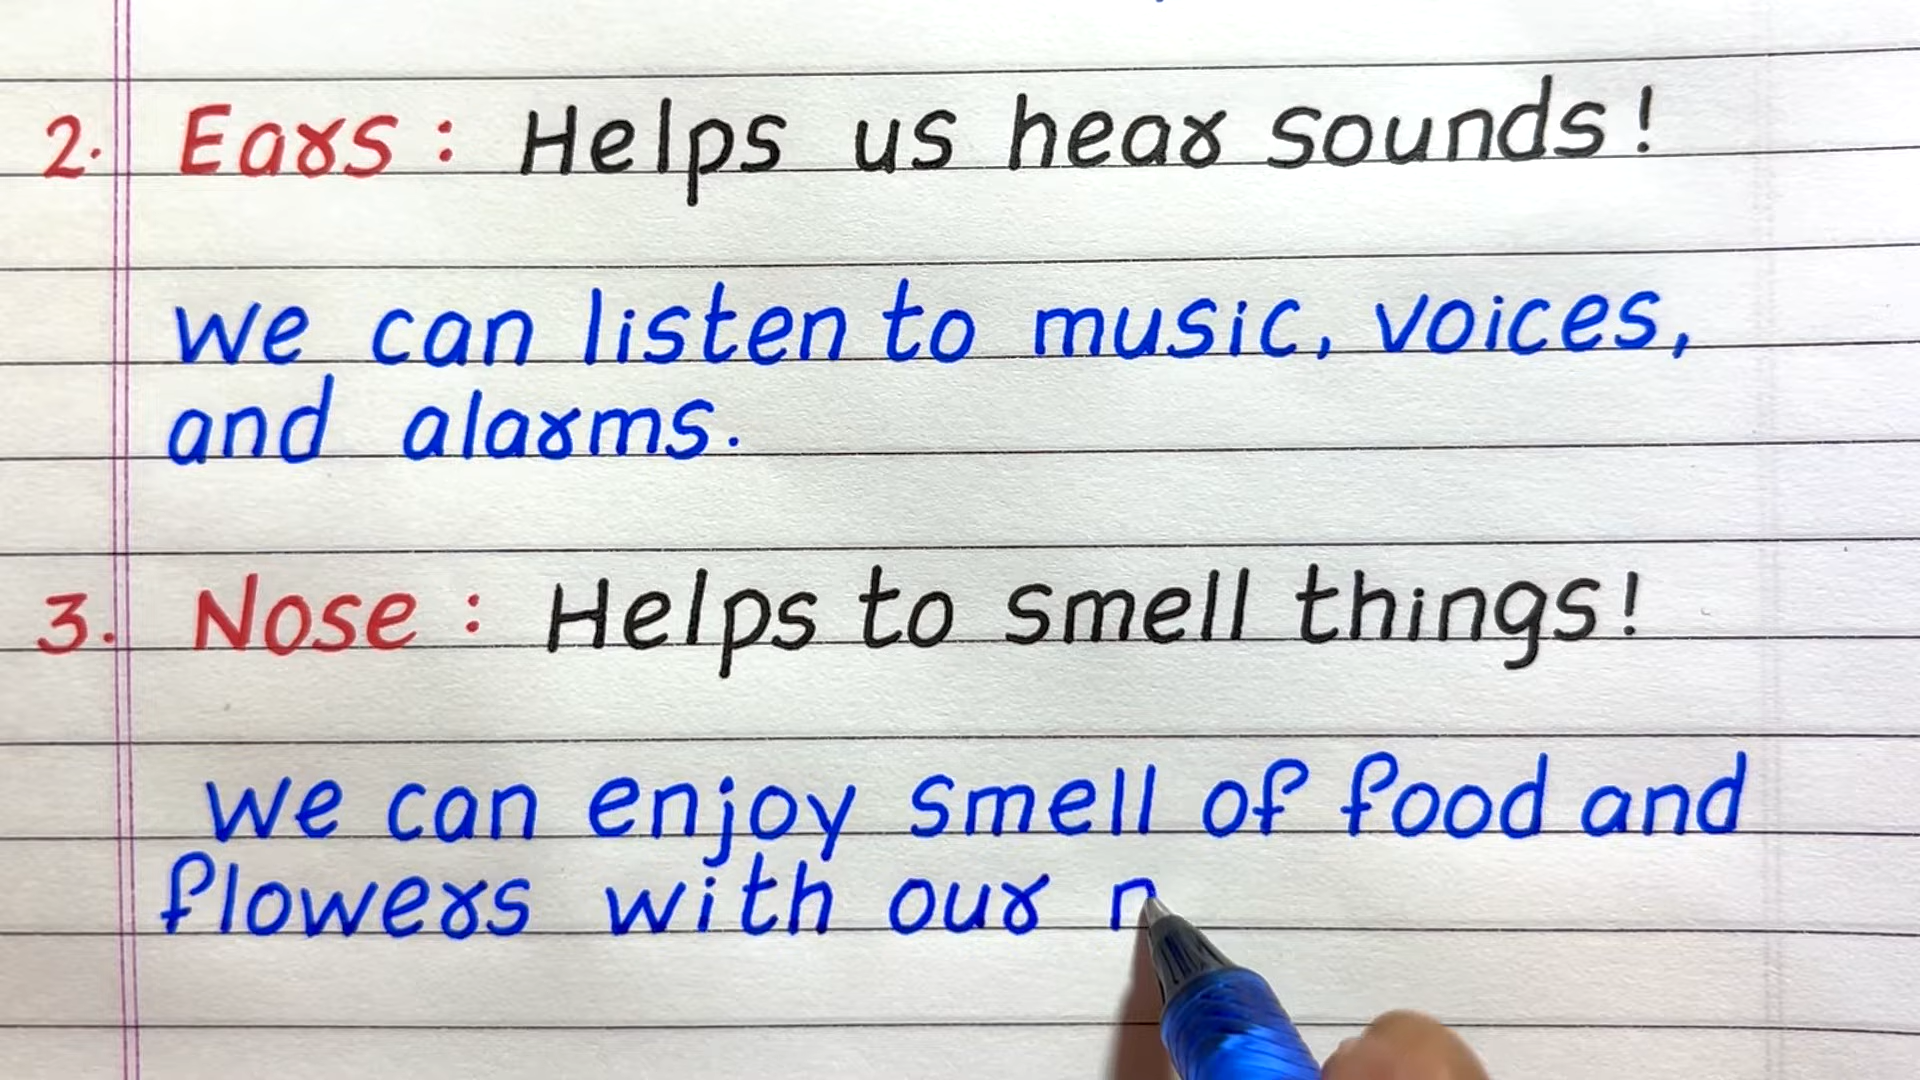 2. Ears : Helps us hear sounds!
We can listen to music, voices,
and alarms.
3. Nose : Helps to smell things!
We can enjoy smell of food and
flowers with our n